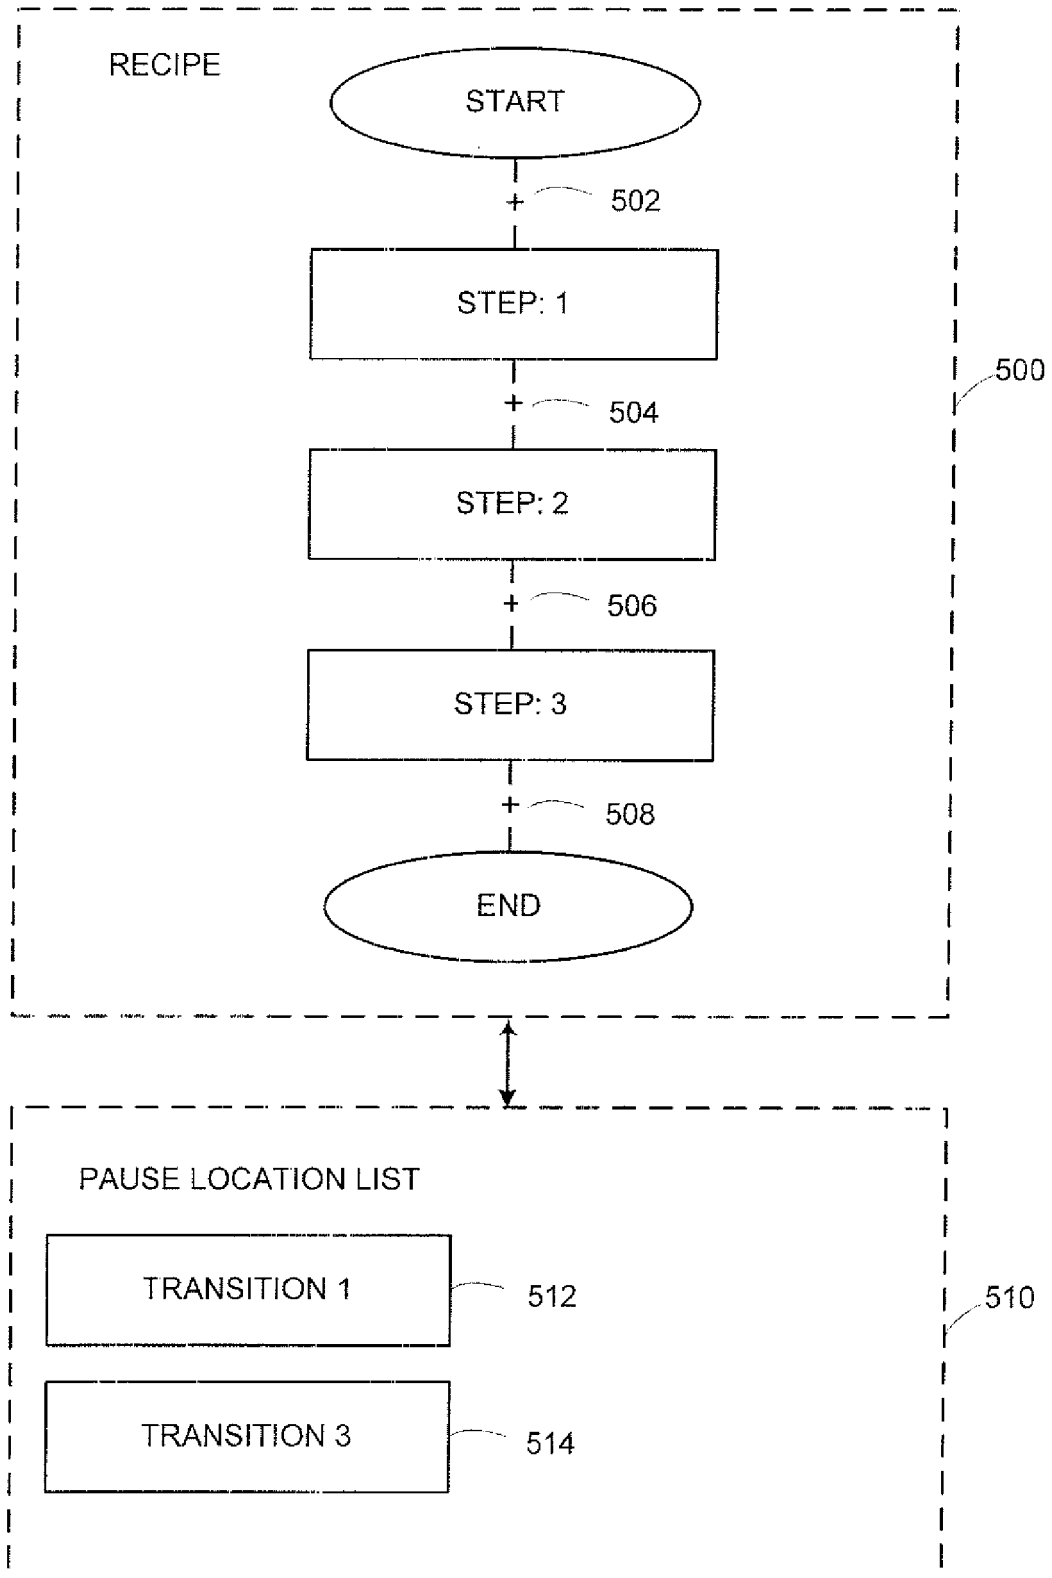 RECIPE
START
502
STEP: 1
500
504
STEP: 2
506
STEP: 3
508
END
PAUSE LOCATION LIST
TRANSITION 1
512
510
TRANSITION 3
514